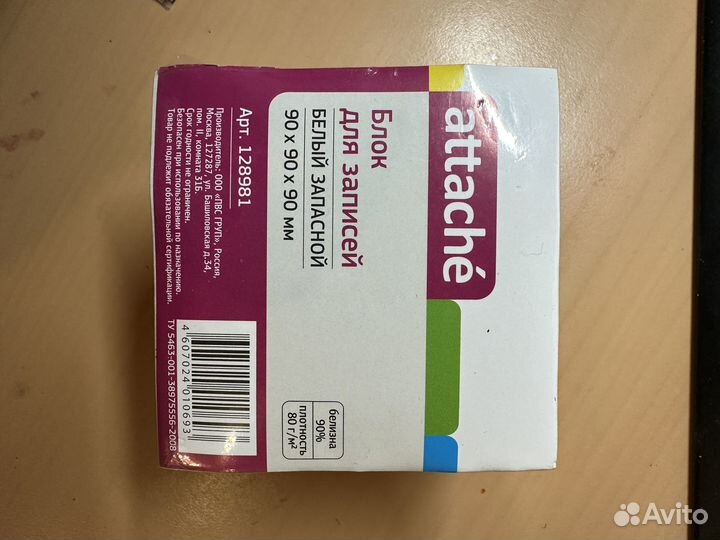 attaché
Блок
для записей
БЕЛЫЙ ЗАПАСНОЙ
90 х 90 х 90 мм
белизна
90%
плотность
80 г/м²
Арт. 128981
Производитель: ООО «ПВС ГРУП», Россия,
Москва, 127287, ул. Башиловская д.34,
пом. II, комната 31Б.
Срок годности не ограничен.
Безопасен при использовании по назначению.
Товар не подлежит обязательной сертификации.
4 607024 010693
ТУ 5463-001-38975556-2008
Avito